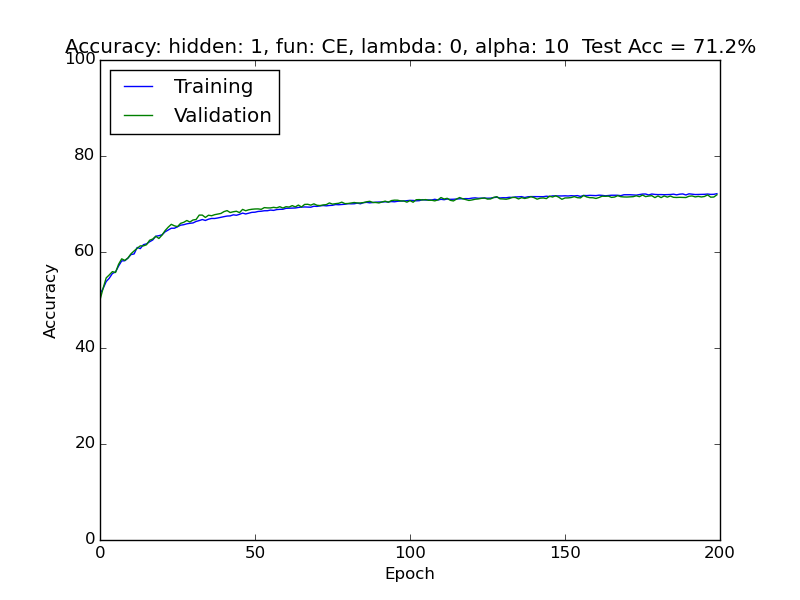 Accuracy: hidden: 1, fun: CE, lambda: 0, alpha: 10  Test Acc = 71.2%
100
Training
Validation
80
60
Accuracy
40
20
0
0 50 100 150 200
Epoch